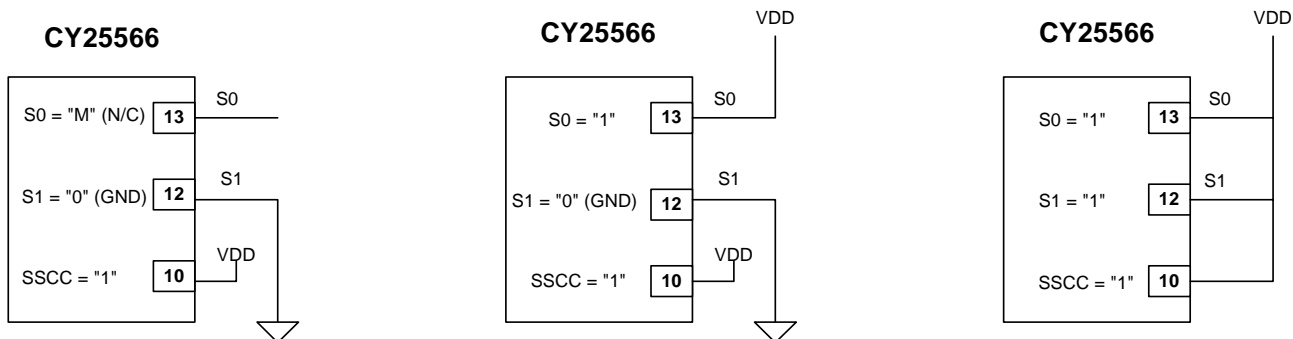 CY25566
S0 = "M" (N/C)
13
S0
S1 = "0" (GND)
12
S1
SSCC = "1"
10
VDD
CY25566
VDD
S0 = "1"
13
S0
S1 = "0" (GND)
12
S1
SSCC = "1"
10
VDD
CY25566
VDD
S0 = "1"
13
S0
S1 = "1"
12
S1
SSCC = "1"
10